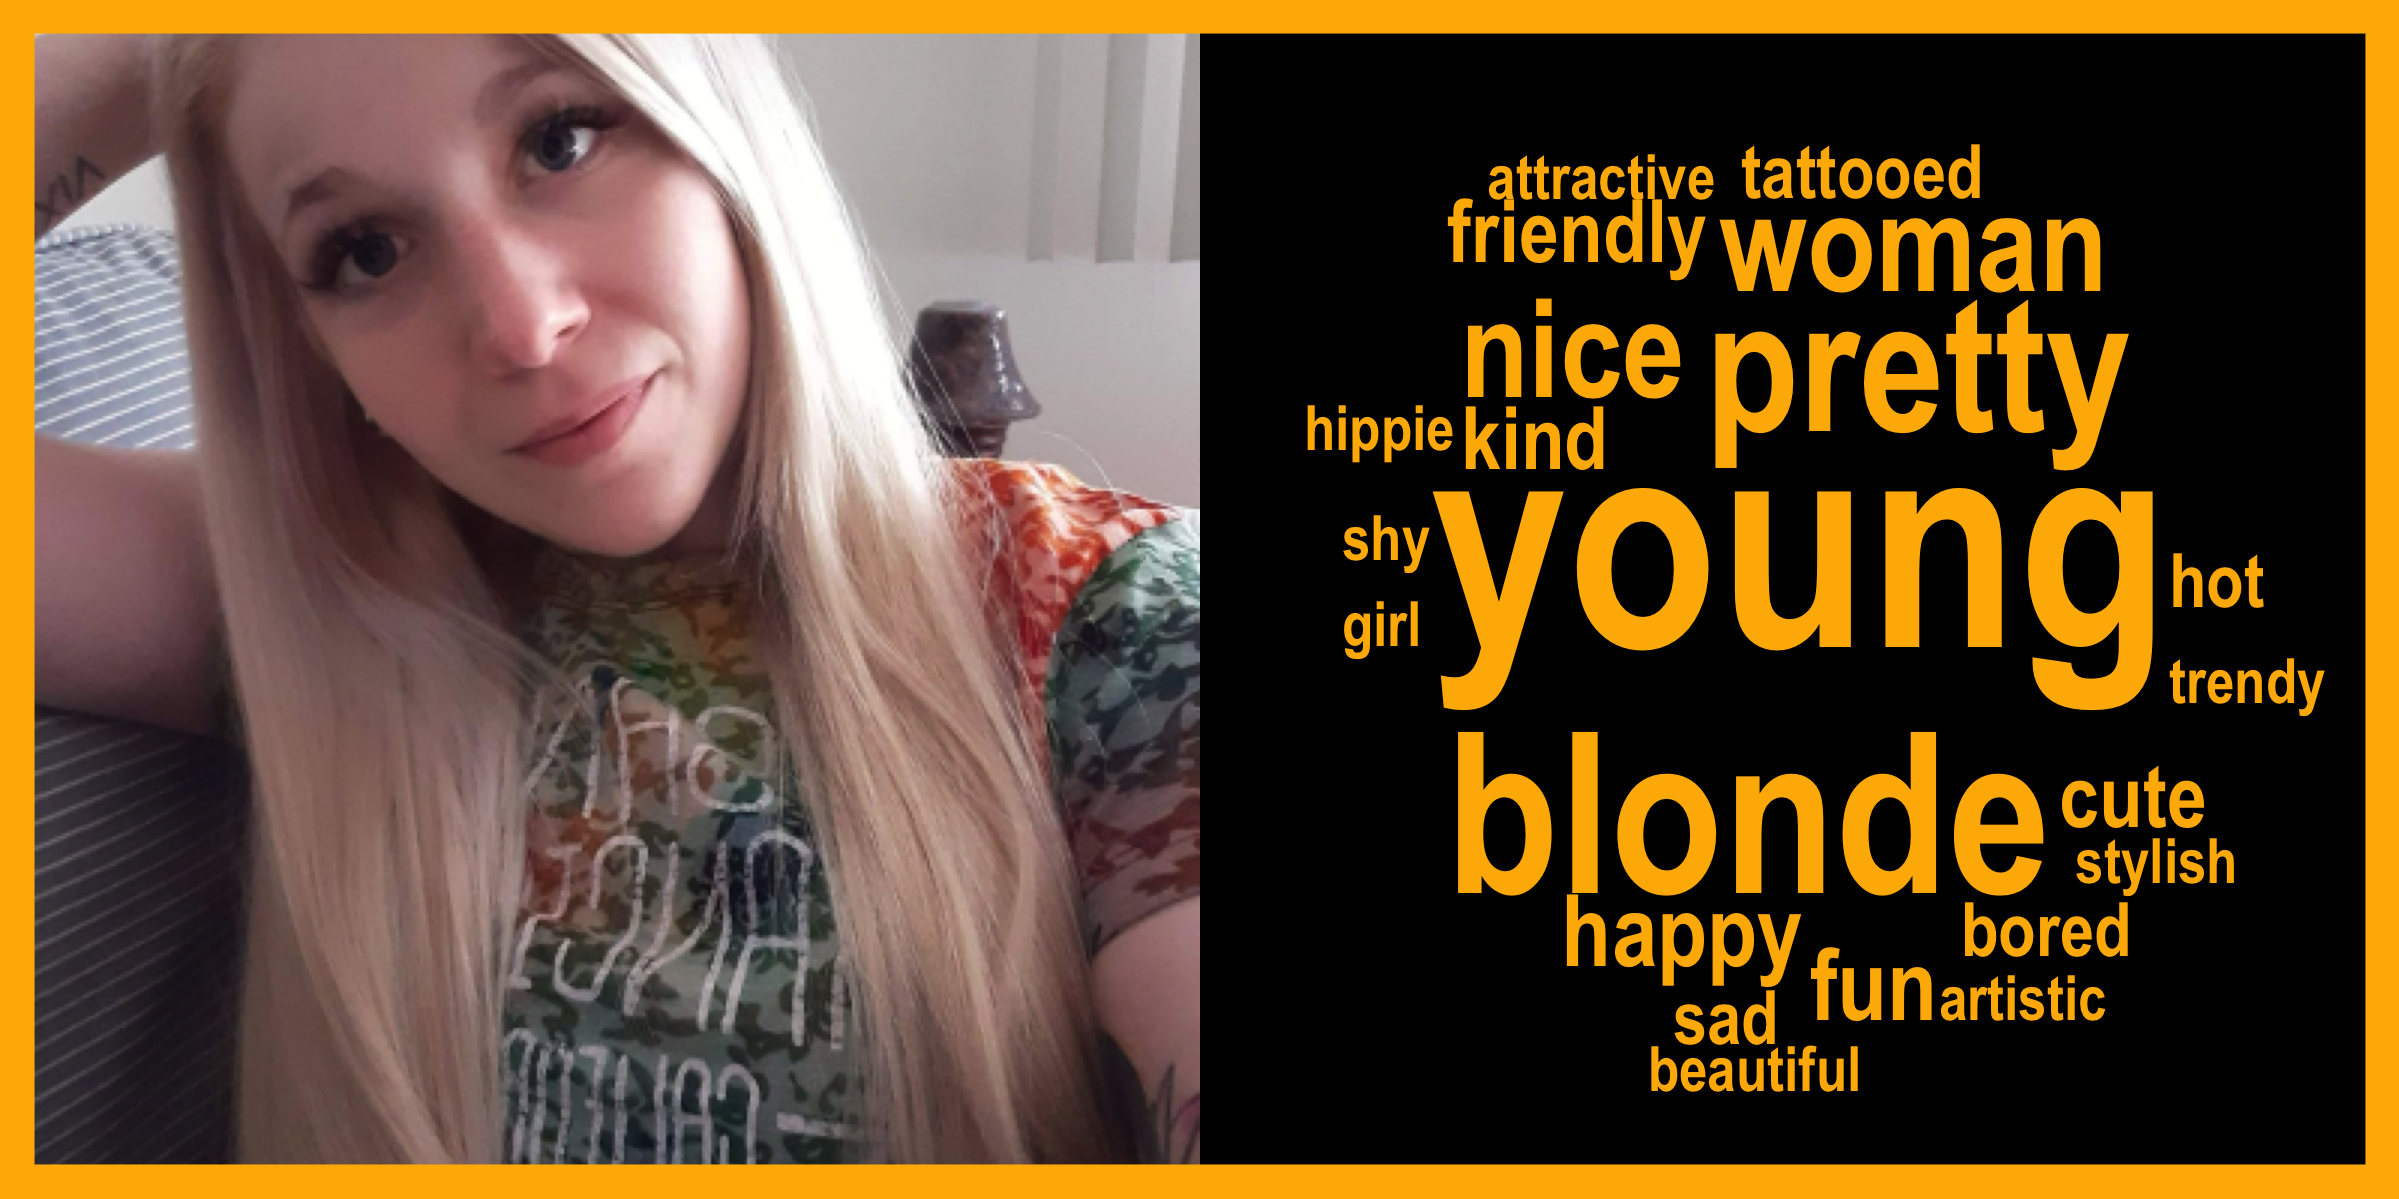 XIV
attractive tattooed
friendly woman
nice pretty
hippie kind
shy young hot
girl
trendy
blonde cute
stylish
happy bored
fun artistic
sad
beautiful